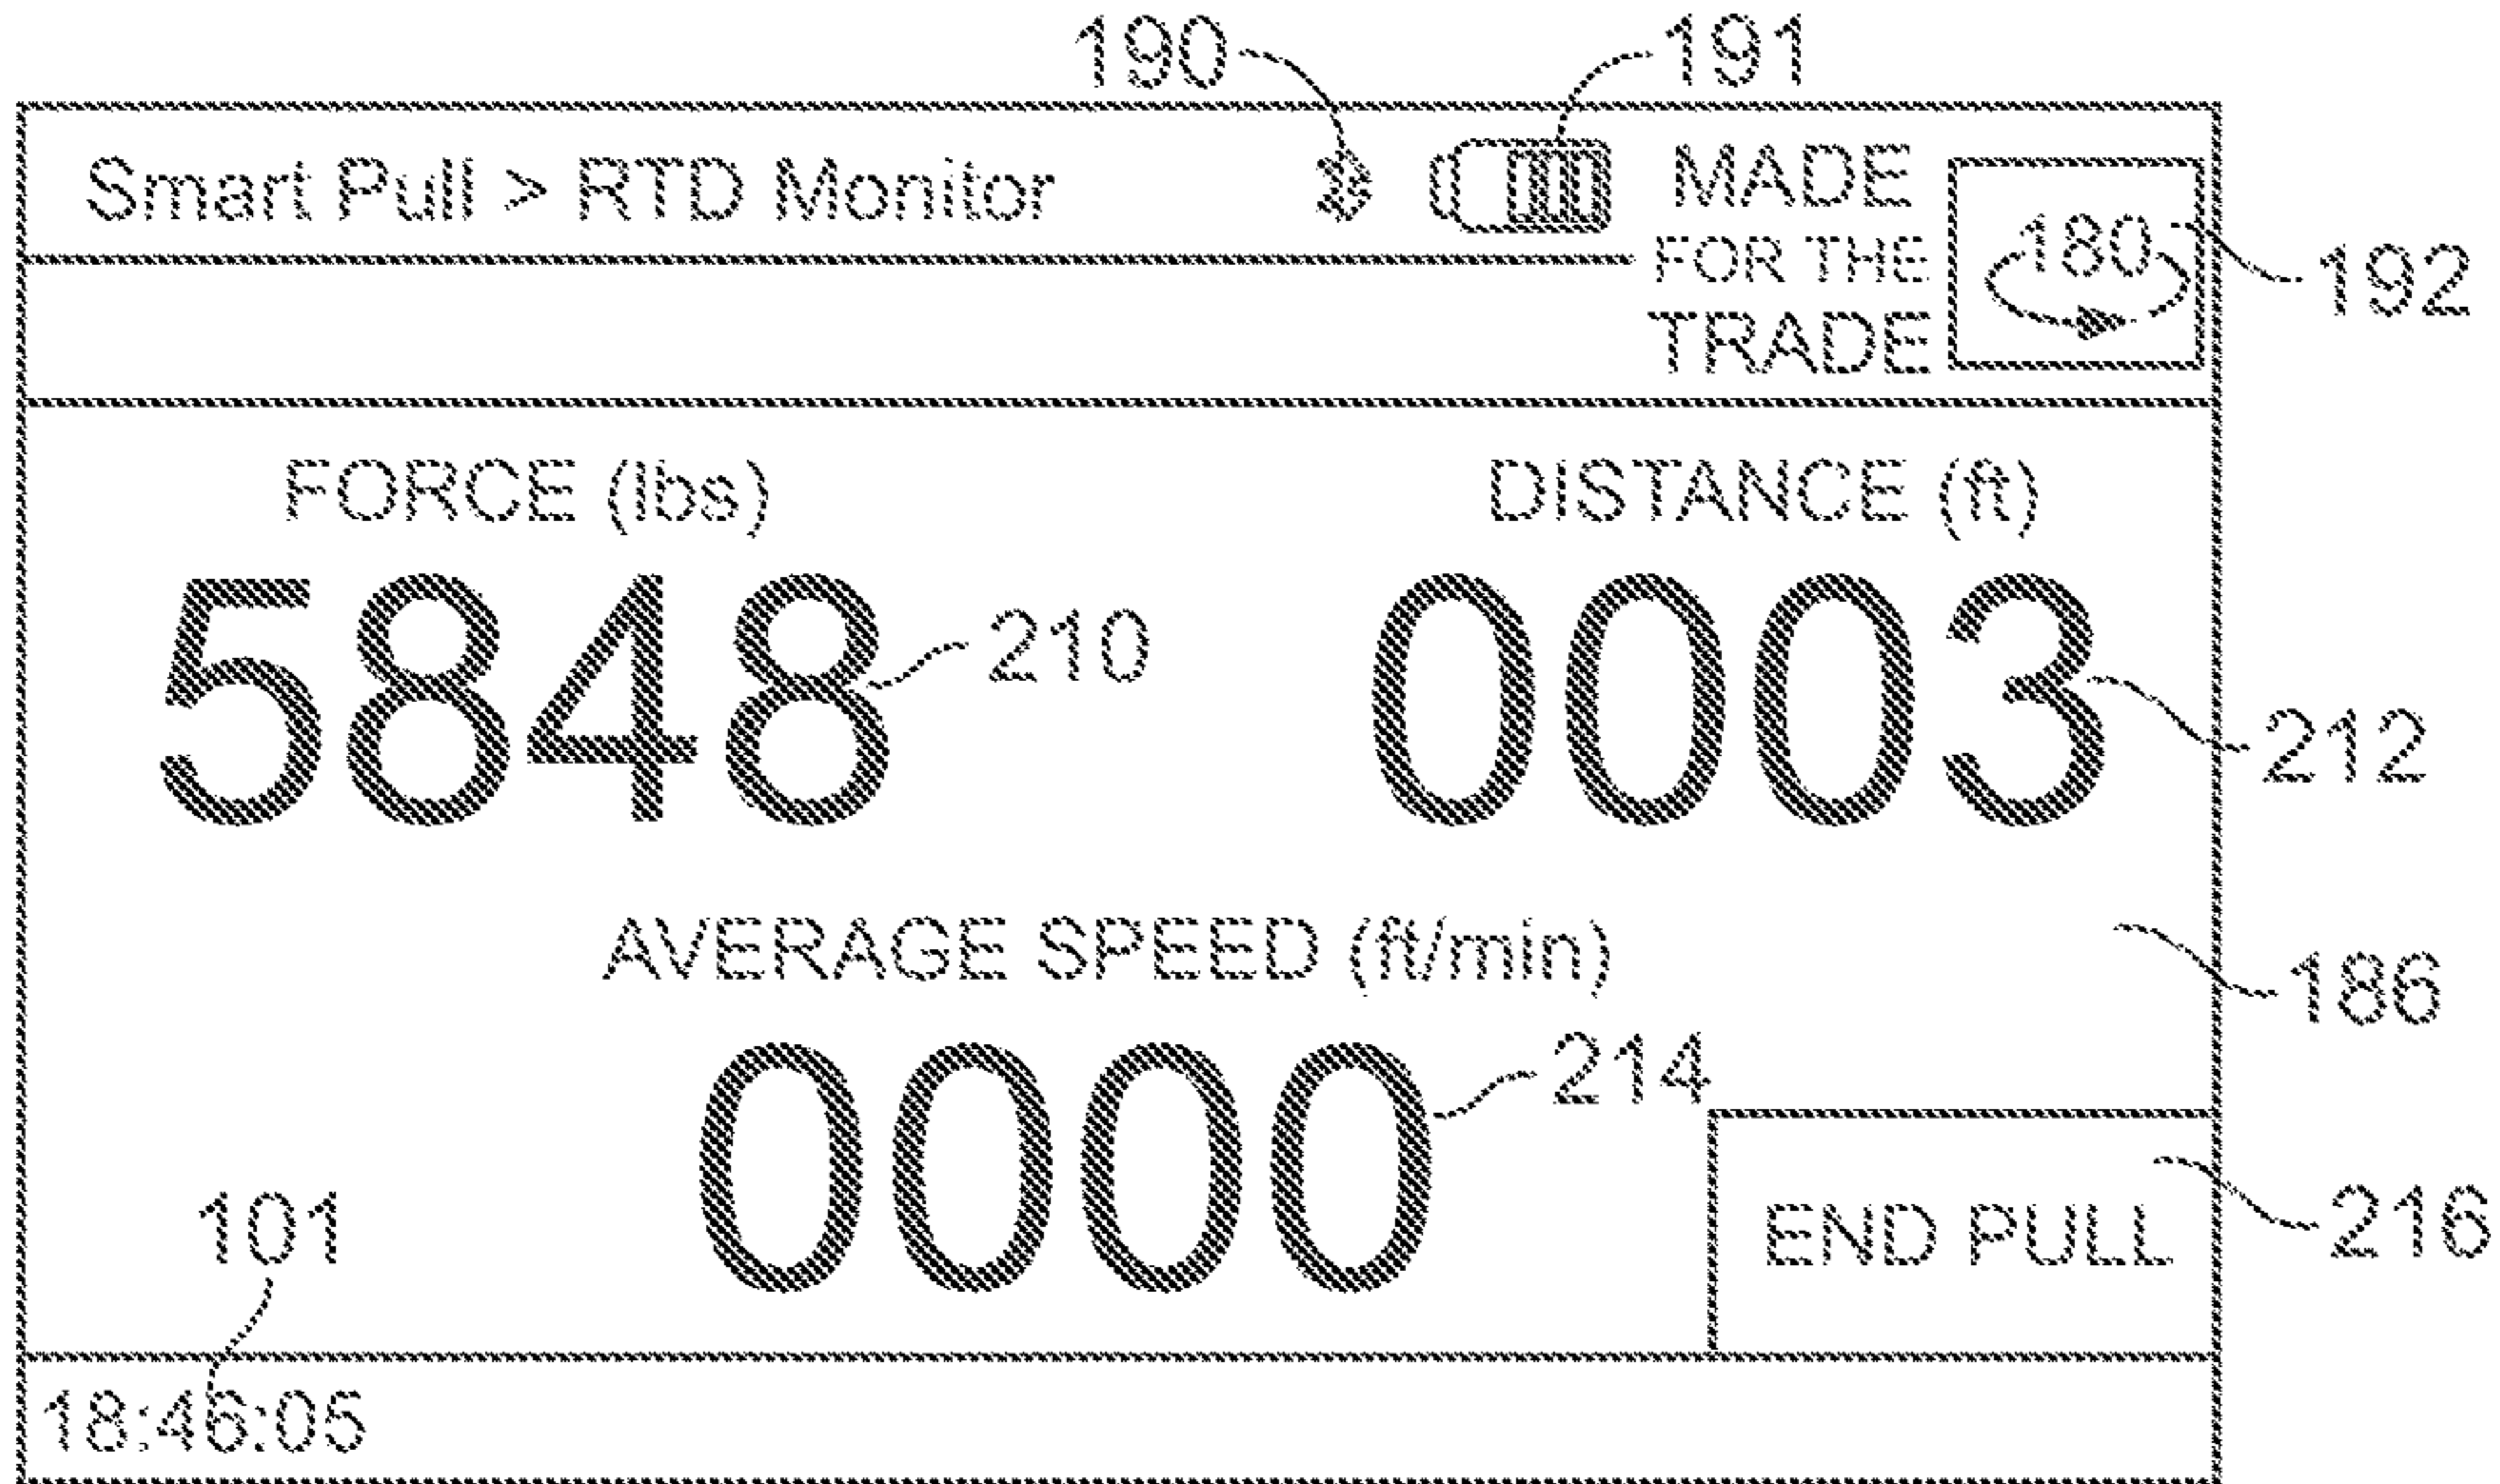 190 191
Smart Pull > RTD Monitor
MADE
FOR THE
TRADE
180
192
FORCE (lbs) DISTANCE (ft)
5848 210 0003
212
AVERAGE SPEED (ft/min)
186
0000 214
101
END PULL
216
18:46:05